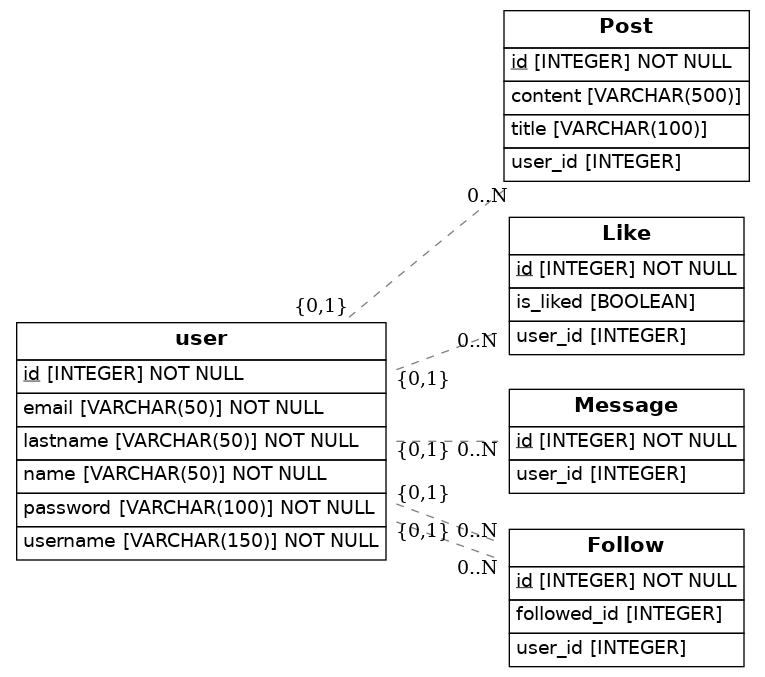 Post
id [INTEGER] NOT NULL
content [VARCHAR(500)]
title [VARCHAR(100)]
user_id [INTEGER]
0..N
{0,1}
Like
id [INTEGER] NOT NULL
is_liked [BOOLEAN]
user_id [INTEGER]
0..N
{0,1}
user
id [INTEGER] NOT NULL
email [VARCHAR(50)] NOT NULL
lastname [VARCHAR(50)] NOT NULL
name [VARCHAR(50)] NOT NULL
password [VARCHAR(100)] NOT NULL
username [VARCHAR(150)] NOT NULL
Message
id [INTEGER] NOT NULL
user_id [INTEGER]
{0,1} 0..N
{0,1}
{0,1} 0..N
0..N
Follow
id [INTEGER] NOT NULL
followed_id [INTEGER]
user_id [INTEGER]